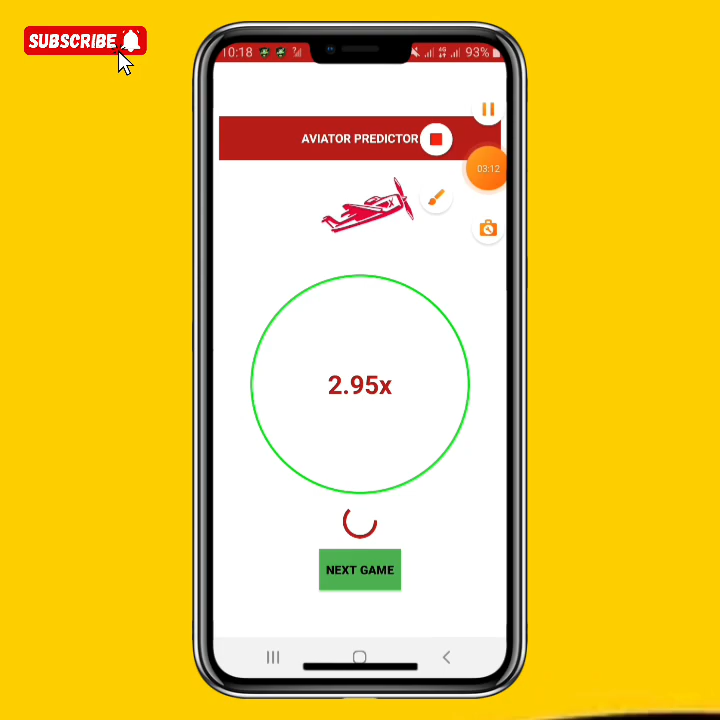 SUBSCRIBE
10:18
93%
AVIATOR PREDICTOR
03:12
2.95x
NEXT GAME